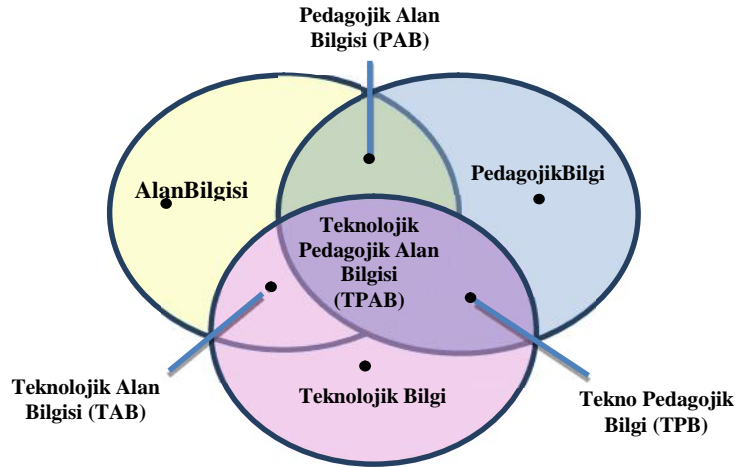 Pedagojik Alan
Bilgisi (PAB)
AlanBilgisi
PedagojikBilgi
Teknolojik
Pedagojik Alan
Bilgisi
(TPAB)
Teknolojik Alan
Bilgisi (TAB)
Teknolojik Bilgi
Tekno Pedagojik
Bilgi (TPB)